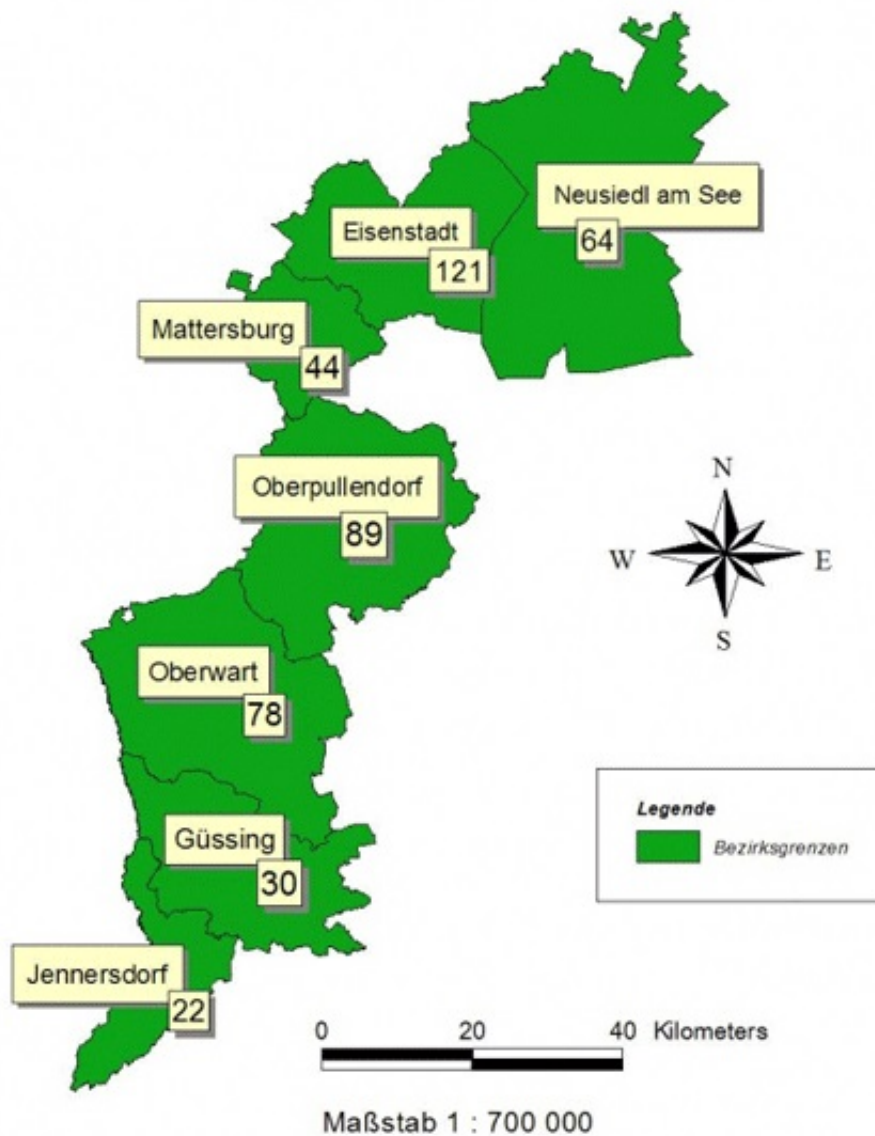 Neusiedl am See
64
Eisenstadt
121
Mattersburg
44
Oberpullendorf
89
N
W E
S
Oberwart
78
Legende
Bezirksgrenzen
Güssing
30
Jennersdorf
22
0 20 40 Kilometers
Maßstab 1 : 700 000